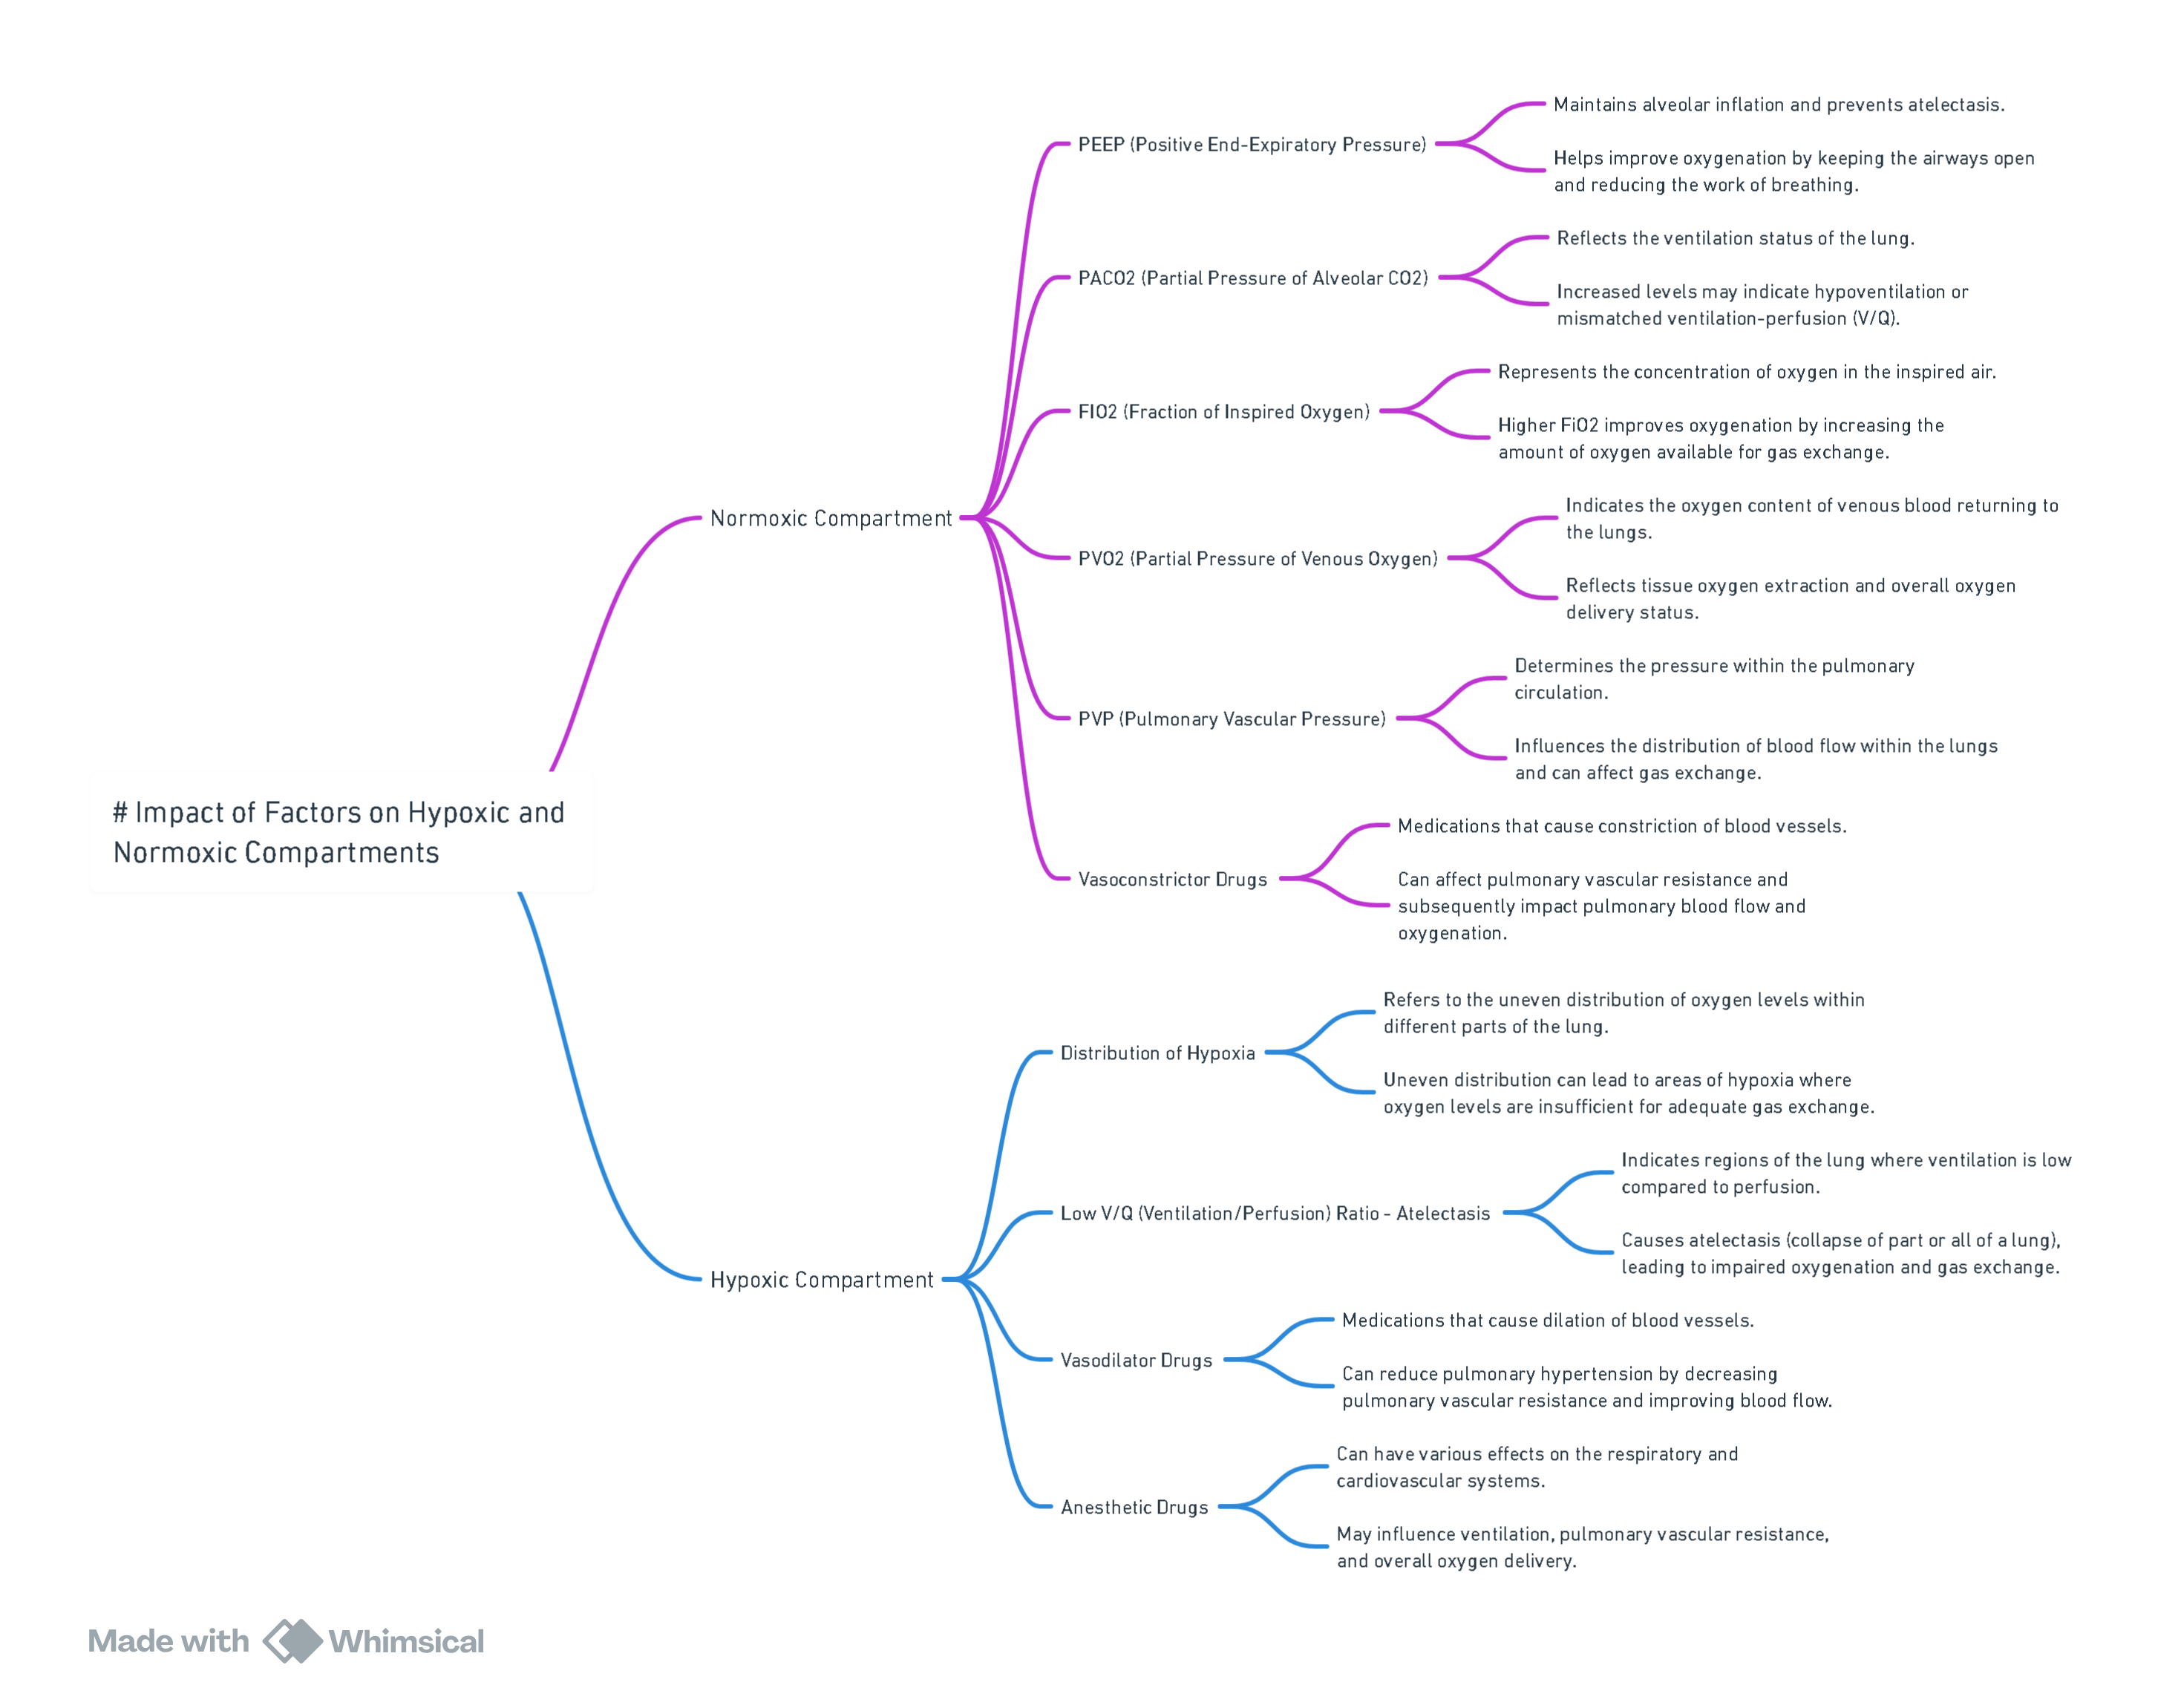 Maintains alveolar inflation and prevents atelectasis.
PEEP (Positive End-Expiratory Pressure)
Helps improve oxygenation by keeping the airways open
and reducing the work of breathing.
Reflects the ventilation status of the lung.
PACO2 (Partial Pressure of Alveolar CO2)
Increased levels may indicate hypoventilation or
mismatched ventilation-perfusion (V/Q).
Represents the concentration of oxygen in the inspired air.
FIO2 (Fraction of Inspired Oxygen)
Higher FiO2 improves oxygenation by increasing the
amount of oxygen available for gas exchange.
Indicates the oxygen content of venous blood returning to
the lungs.
Normoxic Compartment
PVO2 (Partial Pressure of Venous Oxygen)
Reflects tissue oxygen extraction and overall oxygen
delivery status.
Determines the pressure within the pulmonary
circulation.
PVP (Pulmonary Vascular Pressure)
Influences the distribution of blood flow within the lungs
and can affect gas exchange.
Medications that cause constriction of blood vessels.
Vasoconstrictor Drugs
Can affect pulmonary vascular resistance and
subsequently impact pulmonary blood flow and
oxygenation.
# Impact of Factors on Hypoxic and
Normoxic Compartments
Refers to the uneven distribution of oxygen levels within
different parts of the lung.
Distribution of Hypoxia
Uneven distribution can lead to areas of hypoxia where
oxygen levels are insufficient for adequate gas exchange.
Indicates regions of the lung where ventilation is low
compared to perfusion.
Low V/Q (Ventilation/Perfusion) Ratio - Atelectasis
Causes atelectasis (collapse of part or all of a lung),
leading to impaired oxygenation and gas exchange.
Hypoxic Compartment
Medications that cause dilation of blood vessels.
Vasodilator Drugs
Can reduce pulmonary hypertension by decreasing
pulmonary vascular resistance and improving blood flow.
Can have various effects on the respiratory and
cardiovascular systems.
Anesthetic Drugs
May influence ventilation, pulmonary vascular resistance,
and overall oxygen delivery.
Made with Whimsical